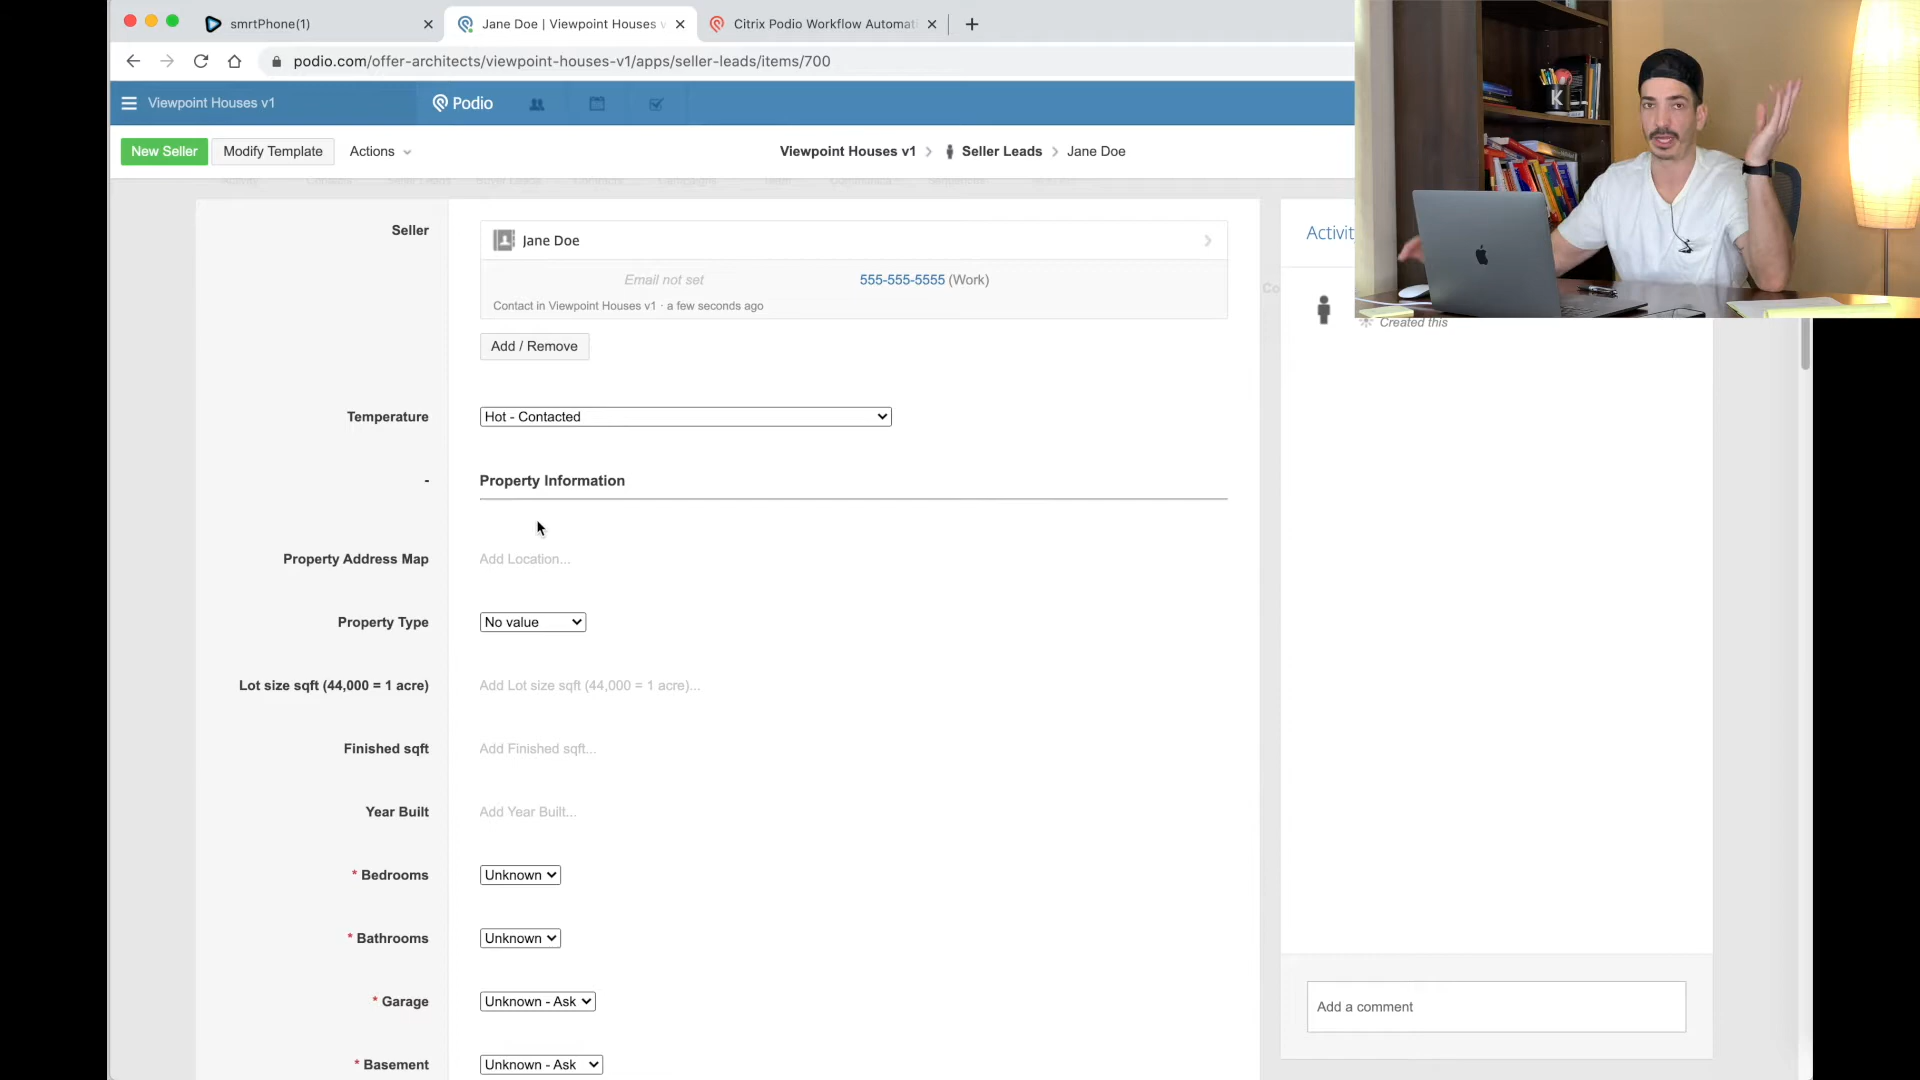 smrtPhone(1)
Jane Doe | Viewpoint Houses v
Citrix Podio Workflow Automati
podio.com/offer-architects/viewpoint-houses-v1/apps/seller-leads/items/700
Viewpoint Houses v1
Podio
New Seller
Modify Template
Actions
Viewpoint Houses v1 > Seller Leads > Jane Doe
Seller
Jane Doe
Email not set
555-555-5555 (Work)
Contact in Viewpoint Houses v1 · a few seconds ago
Add / Remove
Activit
Created this
Temperature
Hot - Contacted
-
Property Information
Property Address Map
Add Location...
Property Type
No value
Lot size sqft (44,000 = 1 acre)
Add Lot size sqft (44,000 = 1 acre)...
Finished sqft
Add Finished sqft...
Year Built
Add Year Built...
* Bedrooms
Unknown
* Bathrooms
Unknown
* Garage
Unknown - Ask
* Basement
Unknown - Ask
Add a comment
K